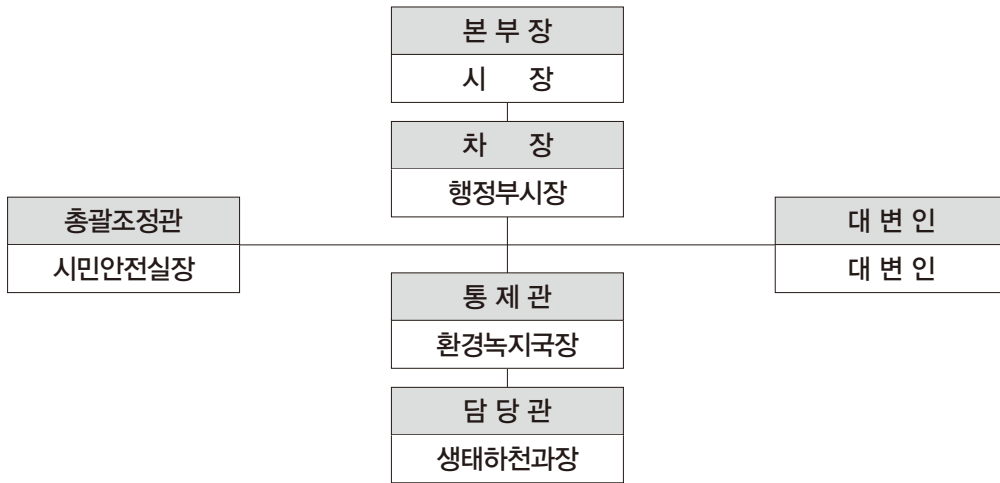 본 부 장
시 장
차 장
행정부시장
총괄조정관
시민안전실장
대 변 인
대 변 인
통 제 관
환경녹지국장
담 당 관
생태하천과장